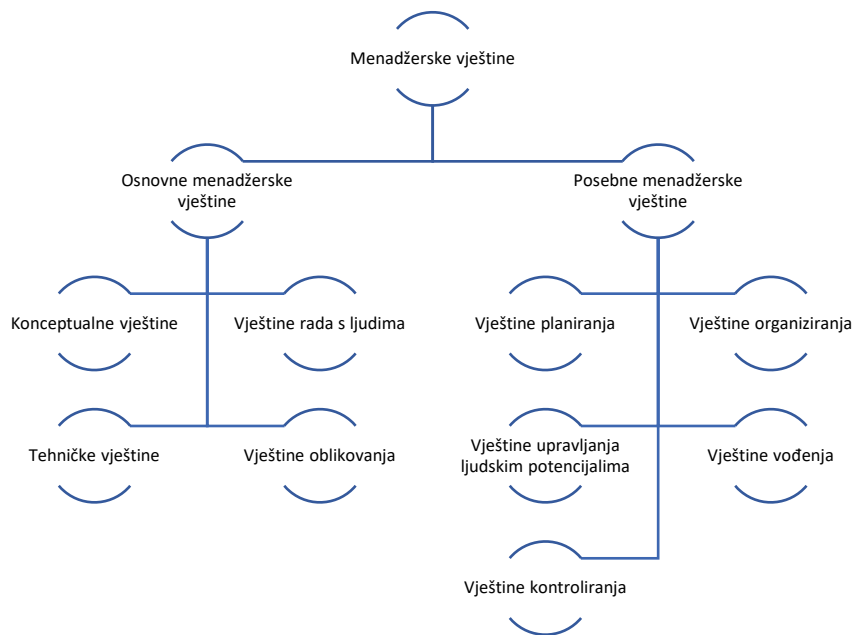 Menadžerske vještine
Osnovne menadžerske
vještine
Posebne menadžerske
vještine
Konceptualne vještine
Vještine rada s ljudima
Vještine planiranja
Vještine organiziranja
Tehničke vještine
Vještine oblikovanja
Vještine upravljanja
ljudskim potencijalima
Vještine vođenja
Vještine kontroliranja